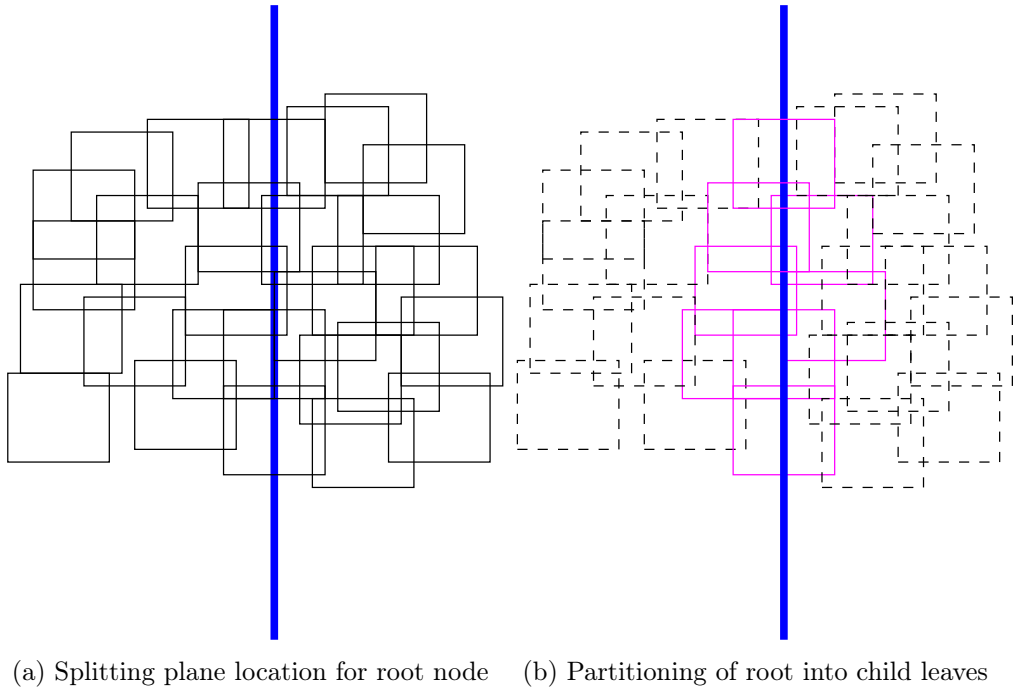 (a) Splitting plane location for root node
(b) Partitioning of root into child leaves